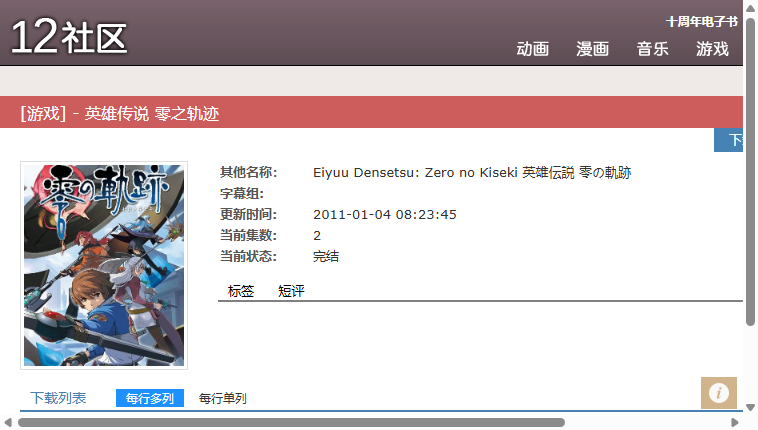 12社区
十周年电子书
动画 漫画 音乐 游戏
[游戏] - 英雄传说 零之轨迹
零の軌跡
其他名称: Eiyuu Densetsu: Zero no Kiseki 英雄伝説 零の軌跡
字幕组:
更新时间: 2011-01-04 08:23:45
当前集数: 2
当前状态: 完结
标签 短评
下载列表 每行多列 每行单列